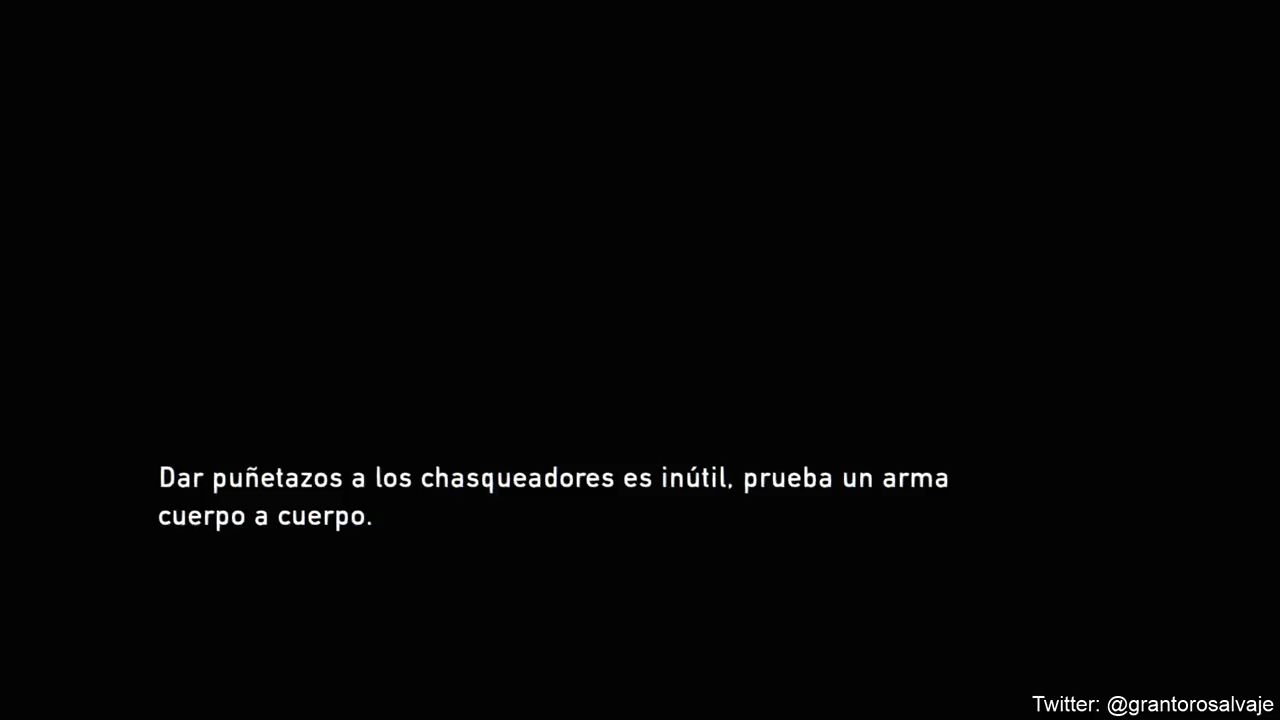 Dar puñetazos a los chasqueadores es inútil, prueba un arma
cuerpo a cuerpo.
Twitter: @grantorosalvaje